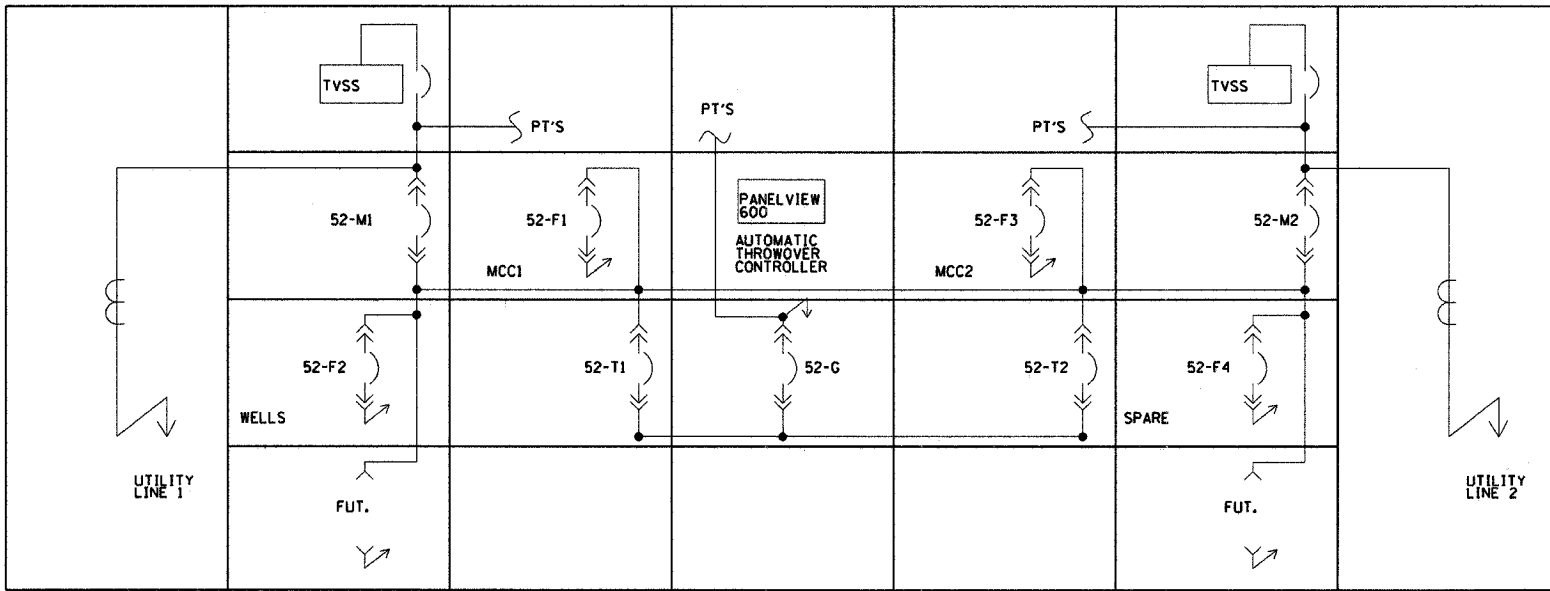 TVSS
TVSS
PT'S
PT'S
PT'S
52-M1
52-F1
PANELVIEW
600
AUTOMATIC
THROWOVER
CONTROLLER
52-F3
52-M2
MCC1
MCC2
52-F2
52-T1
52-G
52-T2
52-F4
WELLS
SPARE
UTILITY
LINE 1
FUT.
FUT.
UTILITY
LINE 2